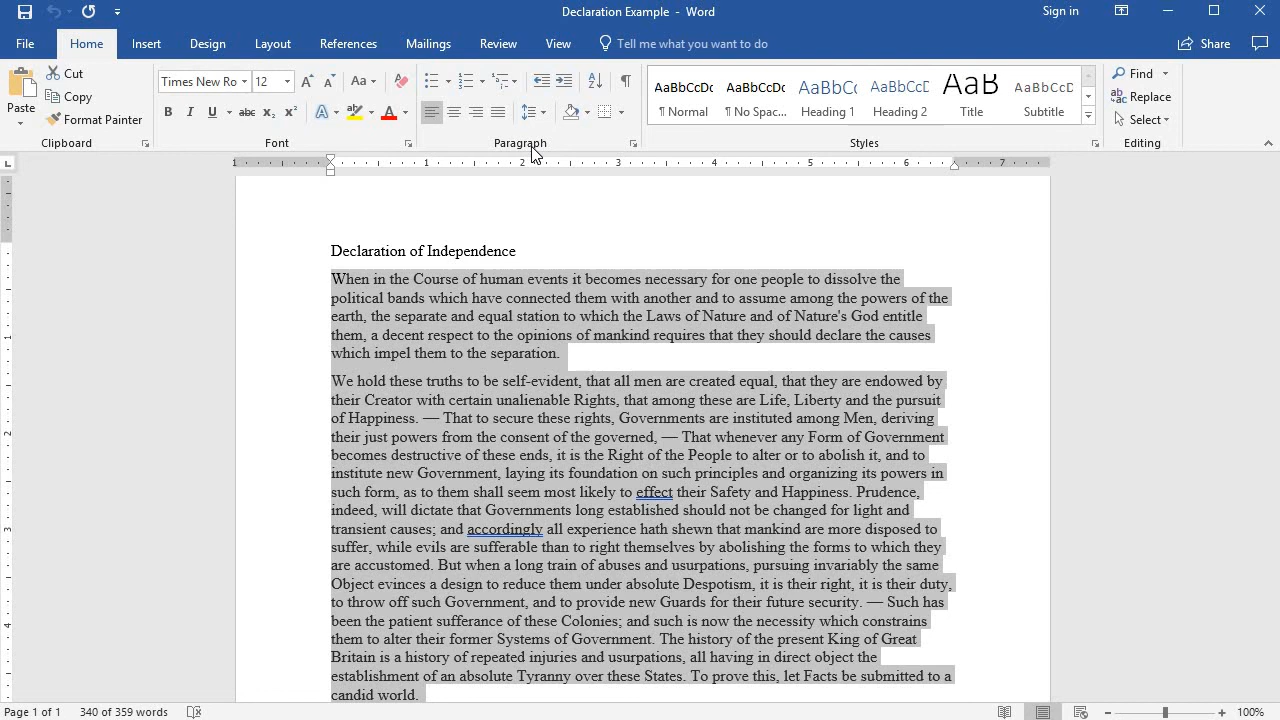 Declaration Example - Word
Sign in
File Home Insert Design Layout References Mailings Review View Tell me what you want to do Share
Paste
Cut
Copy
Format Painter
Clipboard
Times New Ro 12
Aa
B I U abc X₂ X²
A A
Font
Paragraph
AaBbCcDc AaBbCcDc AaBbCc AaBbCcD AaB AaBbCcD
¶ Normal ¶ No Spac... Heading 1 Heading 2 Title Subtitle
Styles
Find
Replace
Select
Editing
1 1 2 3 4 5 6 7
Declaration of Independence
When in the Course of human events it becomes necessary for one people to dissolve the
political bands which have connected them with another and to assume among the powers of the
earth, the separate and equal station to which the Laws of Nature and of Nature's God entitle
them, a decent respect to the opinions of mankind requires that they should declare the causes
which impel them to the separation.
We hold these truths to be self-evident, that all men are created equal, that they are endowed by
their Creator with certain unalienable Rights, that among these are Life, Liberty and the pursuit
of Happiness. — That to secure these rights, Governments are instituted among Men, deriving
their just powers from the consent of the governed, — That whenever any Form of Government
becomes destructive of these ends, it is the Right of the People to alter or to abolish it, and to
institute new Government, laying its foundation on such principles and organizing its powers in
such form, as to them shall seem most likely to effect their Safety and Happiness. Prudence,
indeed, will dictate that Governments long established should not be changed for light and
transient causes; and accordingly all experience hath shewn that mankind are more disposed to
suffer, while evils are sufferable than to right themselves by abolishing the forms to which they
are accustomed. But when a long train of abuses and usurpations, pursuing invariably the same
Object evinces a design to reduce them under absolute Despotism, it is their right, it is their duty,
to throw off such Government, and to provide new Guards for their future security. — Such has
been the patient sufferance of these Colonies; and such is now the necessity which constrains
them to alter their former Systems of Government. The history of the present King of Great
Britain is a history of repeated injuries and usurpations, all having in direct object the
establishment of an absolute Tyranny over these States. To prove this, let Facts be submitted to a
candid world.
1
2
3
4
Page 1 of 1 340 of 359 words 100%